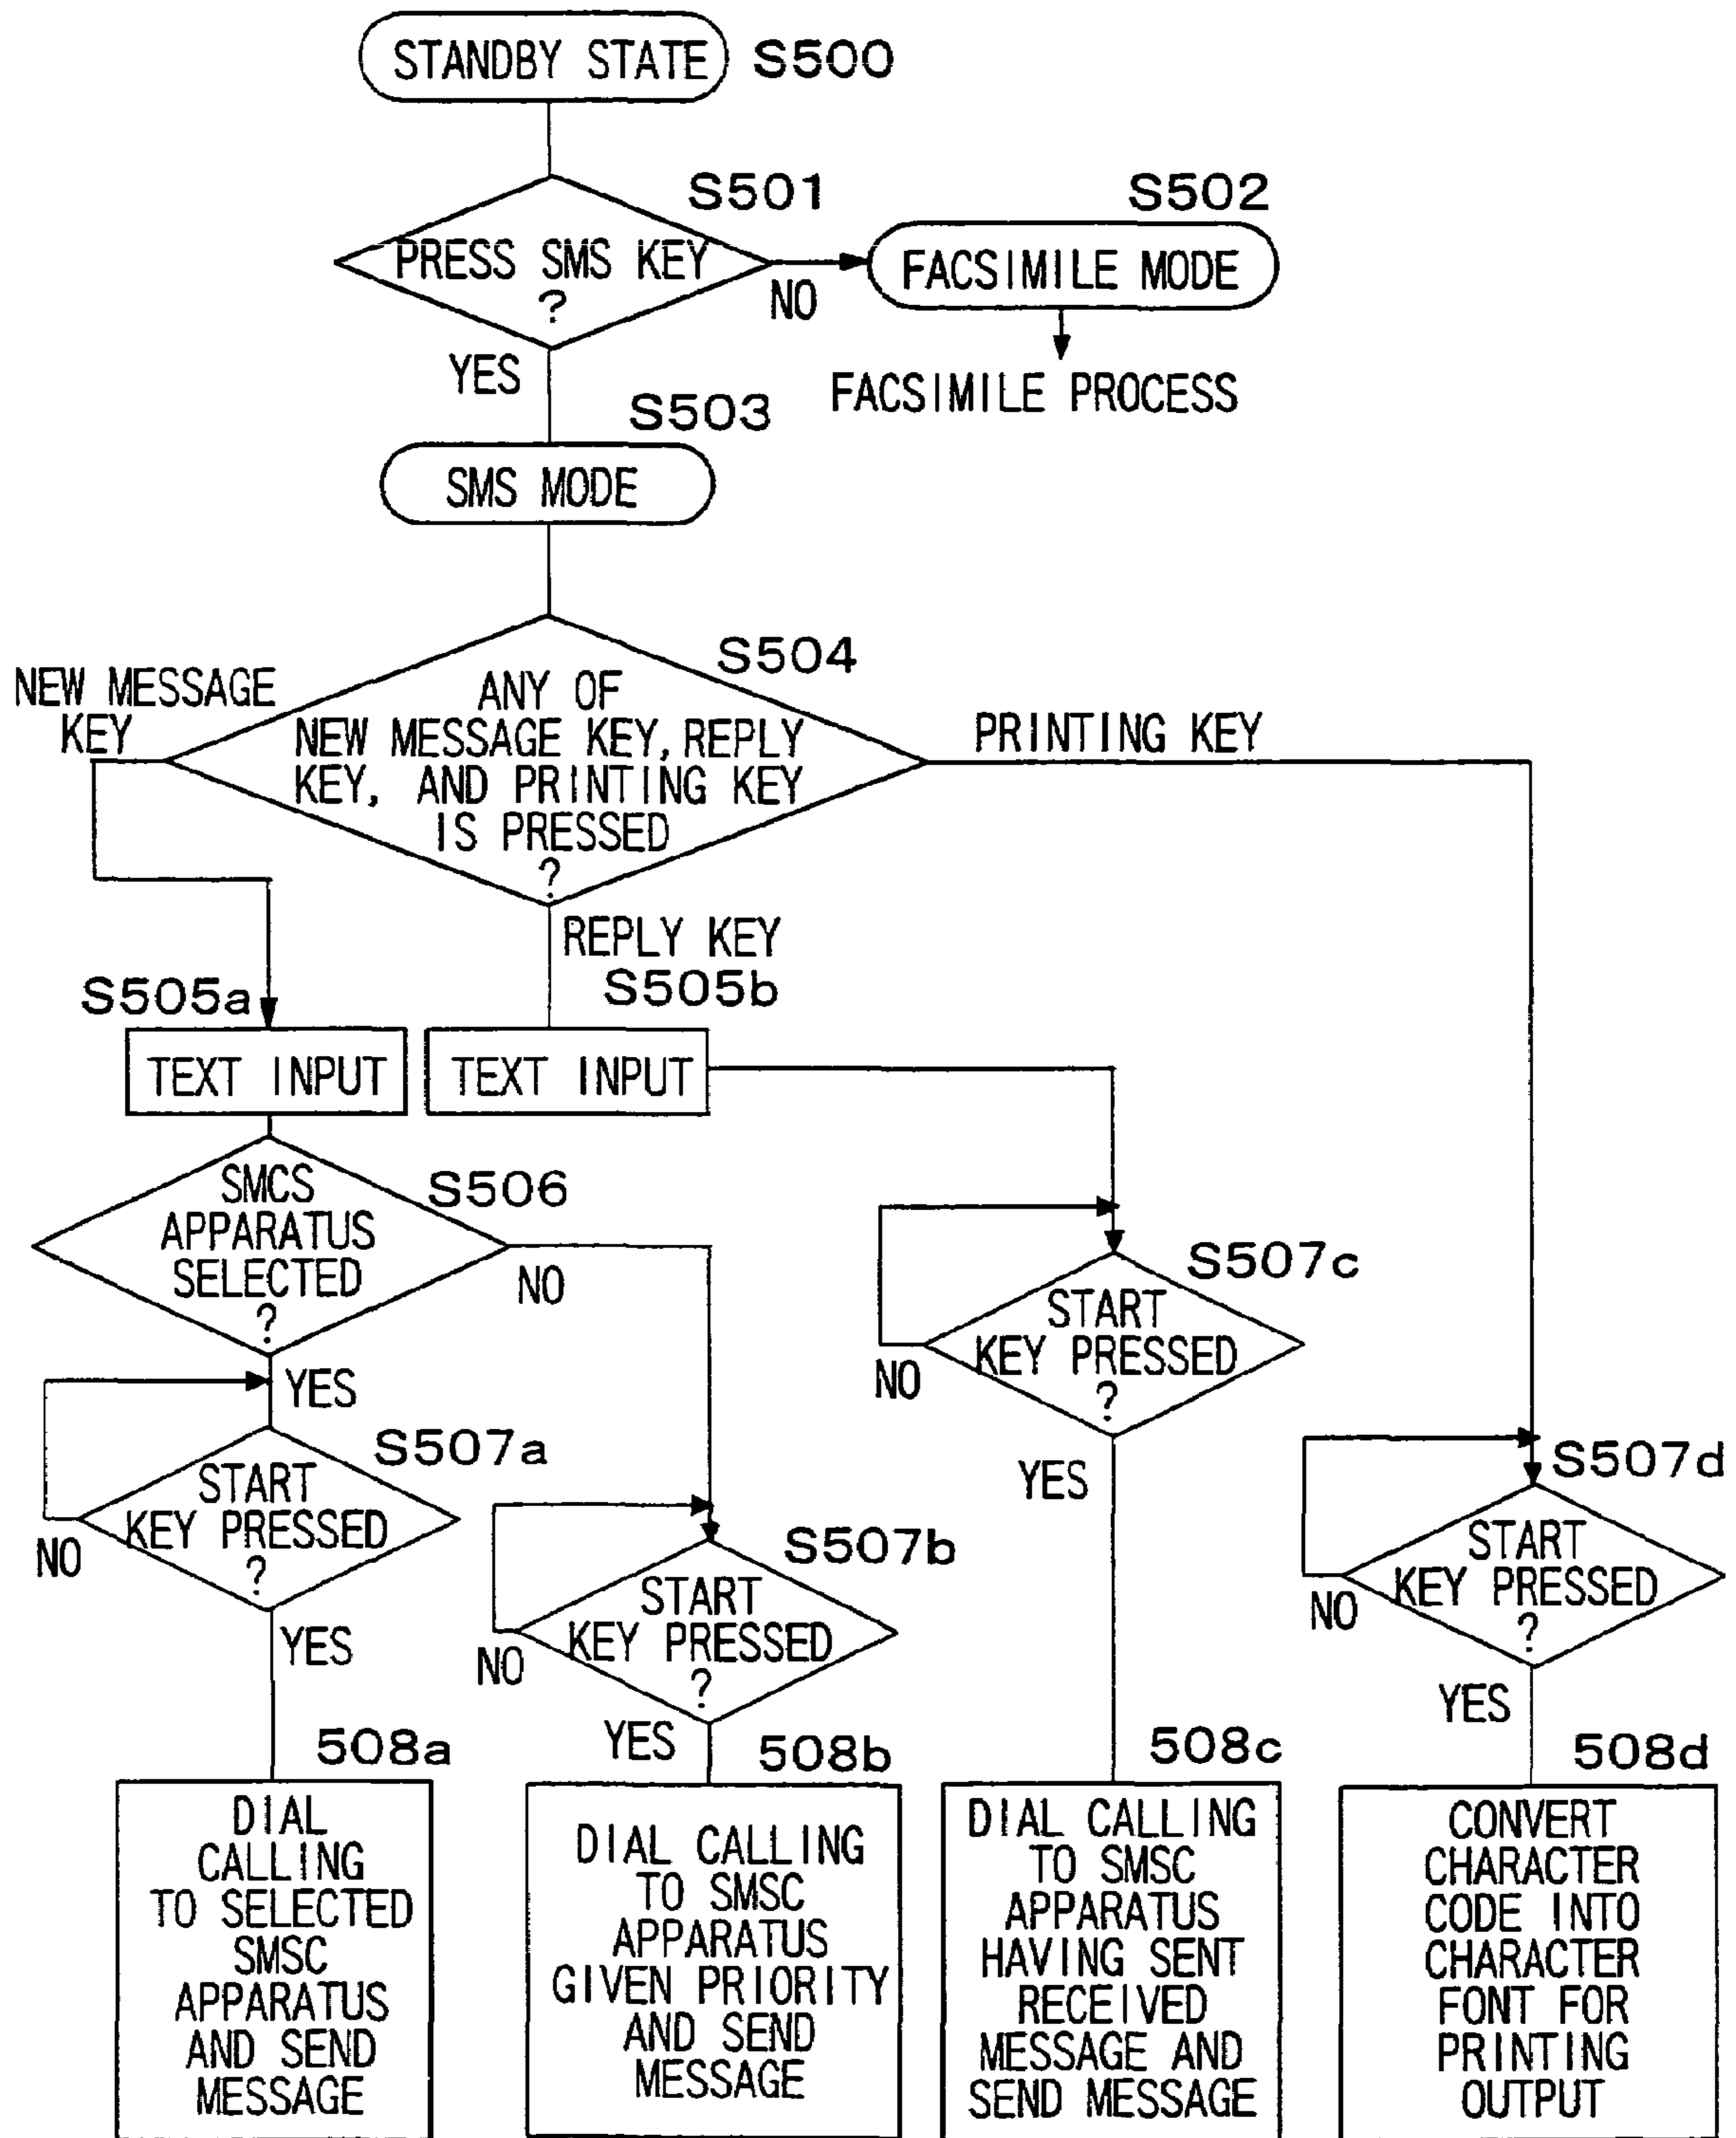 STANDBY STATE
S500
S501
PRESS SMS KEY
?
NO
S502
FACSIMILE MODE
FACSIMILE PROCESS
YES
S503
SMS MODE
S504
ANY OF
NEW MESSAGE KEY, REPLY
KEY, AND PRINTING KEY
IS PRESSED
?
NEW MESSAGE
KEY
PRINTING KEY
REPLY KEY
S505a
TEXT INPUT
S505b
TEXT INPUT
S506
SMCS
APPARATUS
SELECTED
?
NO
YES
S507a
START
KEY PRESSED
?
NO
YES
S507b
START
KEY PRESSED
?
NO
YES
S507c
START
KEY PRESSED
?
NO
YES
S507d
START
KEY PRESSED
?
NO
YES
508a
DIAL
CALLING
TO SELECTED
SMSC
APPARATUS
AND SEND
MESSAGE
508b
DIAL CALLING
TO SMSC
APPARATUS
GIVEN PRIORITY
AND SEND
MESSAGE
508c
DIAL CALLING
TO SMSC
APPARATUS
HAVING SENT
RECEIVED
MESSAGE AND
SEND MESSAGE
508d
CONVERT
CHARACTER
CODE INTO
CHARACTER
FONT FOR
PRINTING
OUTPUT